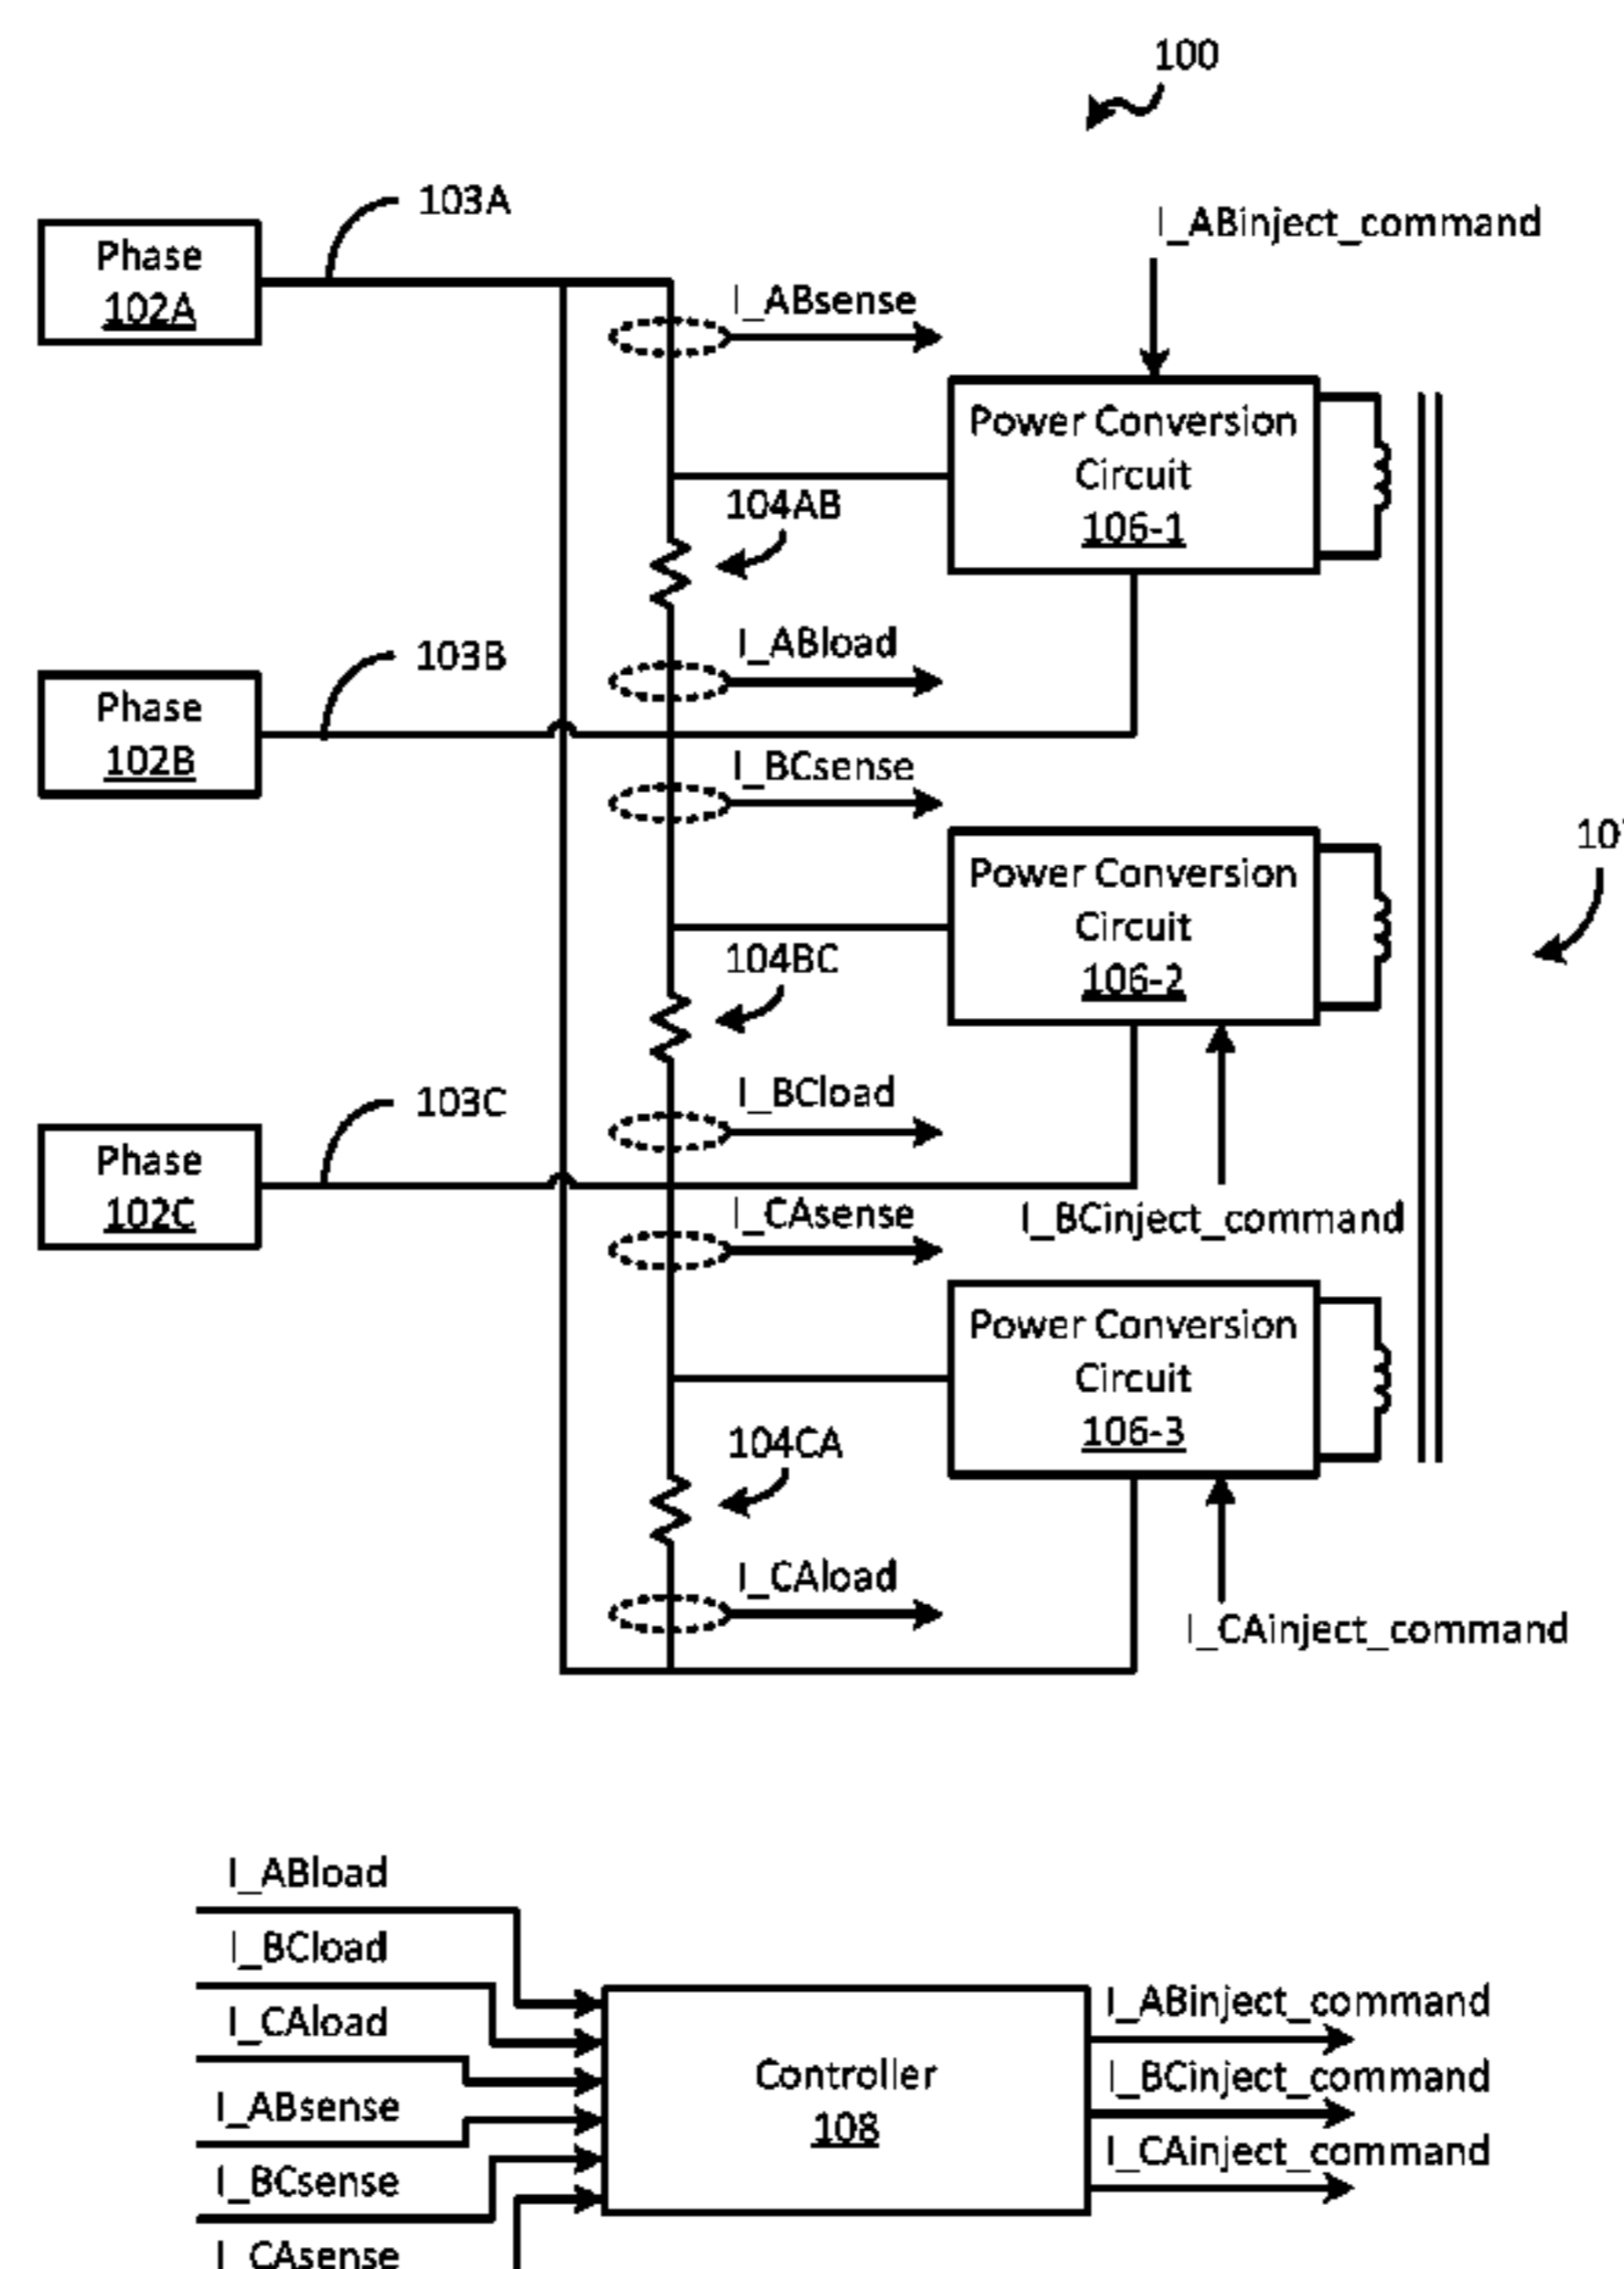 100
103A
I_ABinject_command
Phase
102A
I_ABsense
Power Conversion
Circuit
106-1
104AB
103B
I_ABload
Phase
102B
I_BCsense
Power Conversion
Circuit
106-2
104BC
103C
I_BCload
Phase
102C
I_CAsense
I_BCinject_command
Power Conversion
Circuit
106-3
104CA
I_CAload
I_CAinject_command
I_ABload
I_BCload
I_CAload
I_ABsense
I_BCsense
I_CAsense
Controller
108
I_ABinject_command
I_BCinject_command
I_CAinject_command